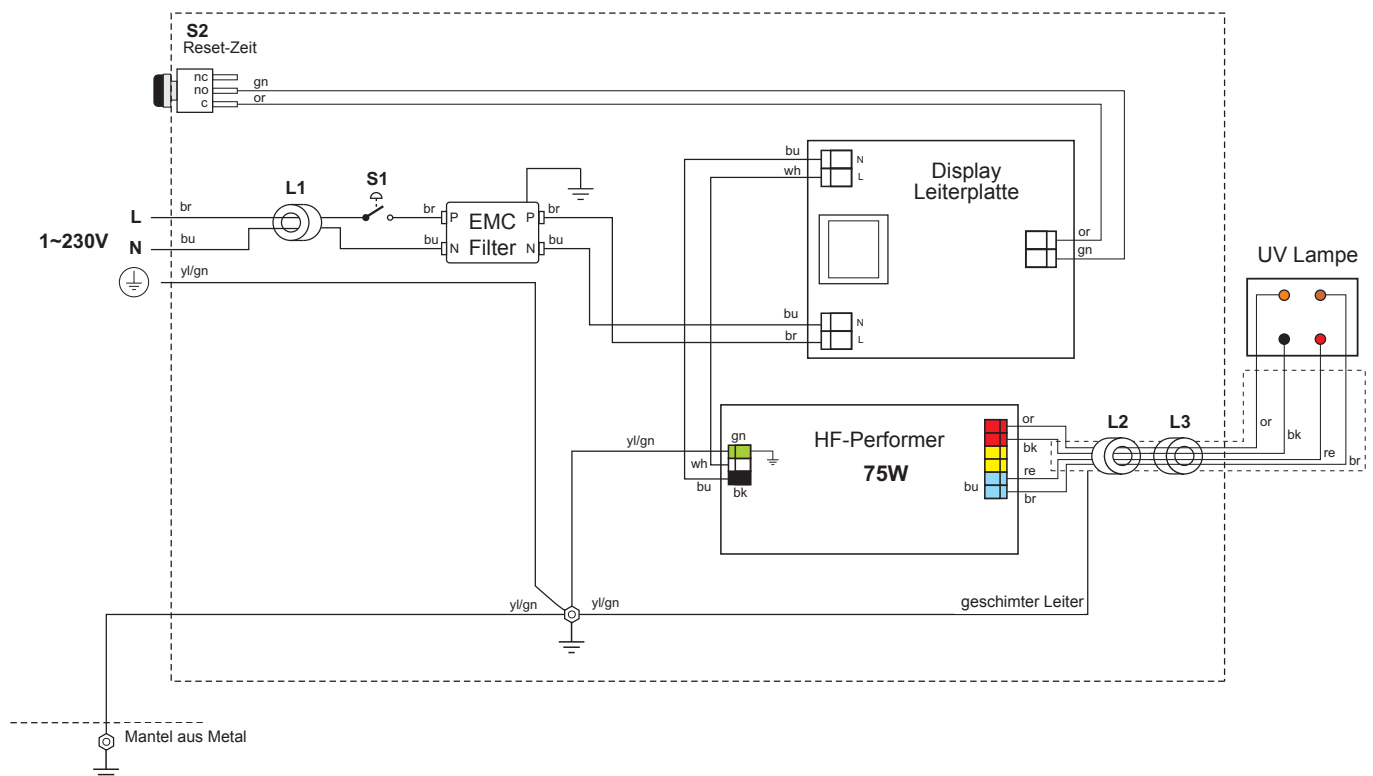 S2
Reset-Zeit
nc
no
c
gn
or
bu
wh
N
L
Display
Leiterplatte
or
gn
bu
br
N
L
L1
S1
1~230V
L
N
br
bu
yl/gn
br
bu
P
N
EMC
Filter
P
N
br
bu
UV Lampe
or
bk
re
br
HF-Performer
75W
yl/gn
gn
wh
bu
bk
or
bk
re
bu
br
L2
L3
yl/gn
yl/gn
geschimter Leiter
Mantel aus Metal